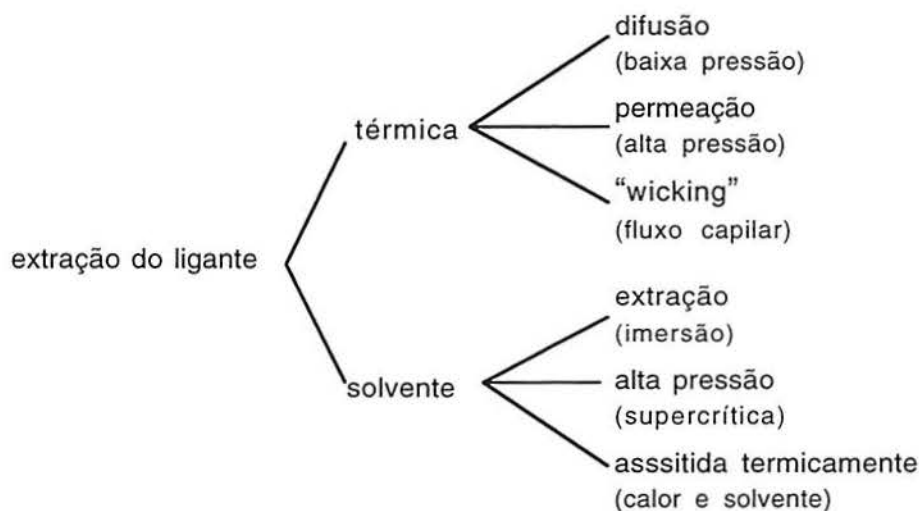 difusão
(baixa pressão)
térmica
permeação
(alta pressão)
“wicking”
(fluxo capilar)
extração do ligante
extração
(imersão)
solvente
alta pressão
(supercrítica)
asssitida termicamente
(calor e solvente)